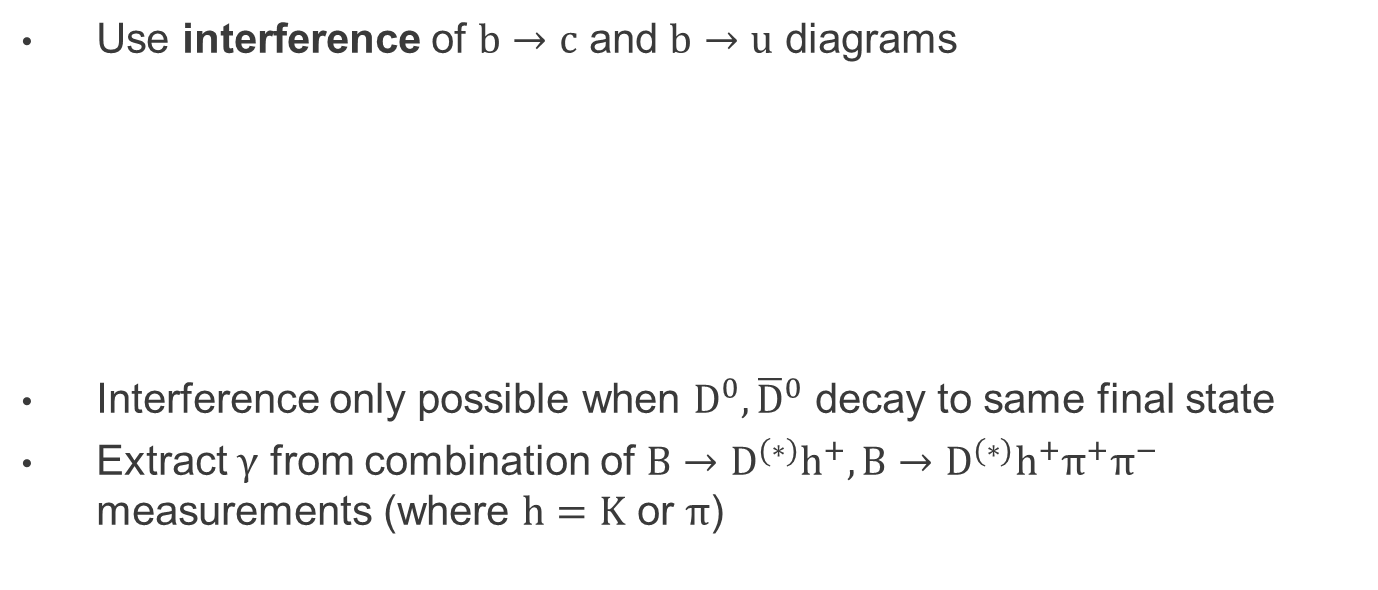 • Use interference of b → c and b → u diagrams
• Interference only possible when D⁰, D̅⁰ decay to same final state
• Extract γ from combination of B → D⁽*⁾h⁺, B → D⁽*⁾h⁺π⁺π⁻
measurements (where h = K or π)